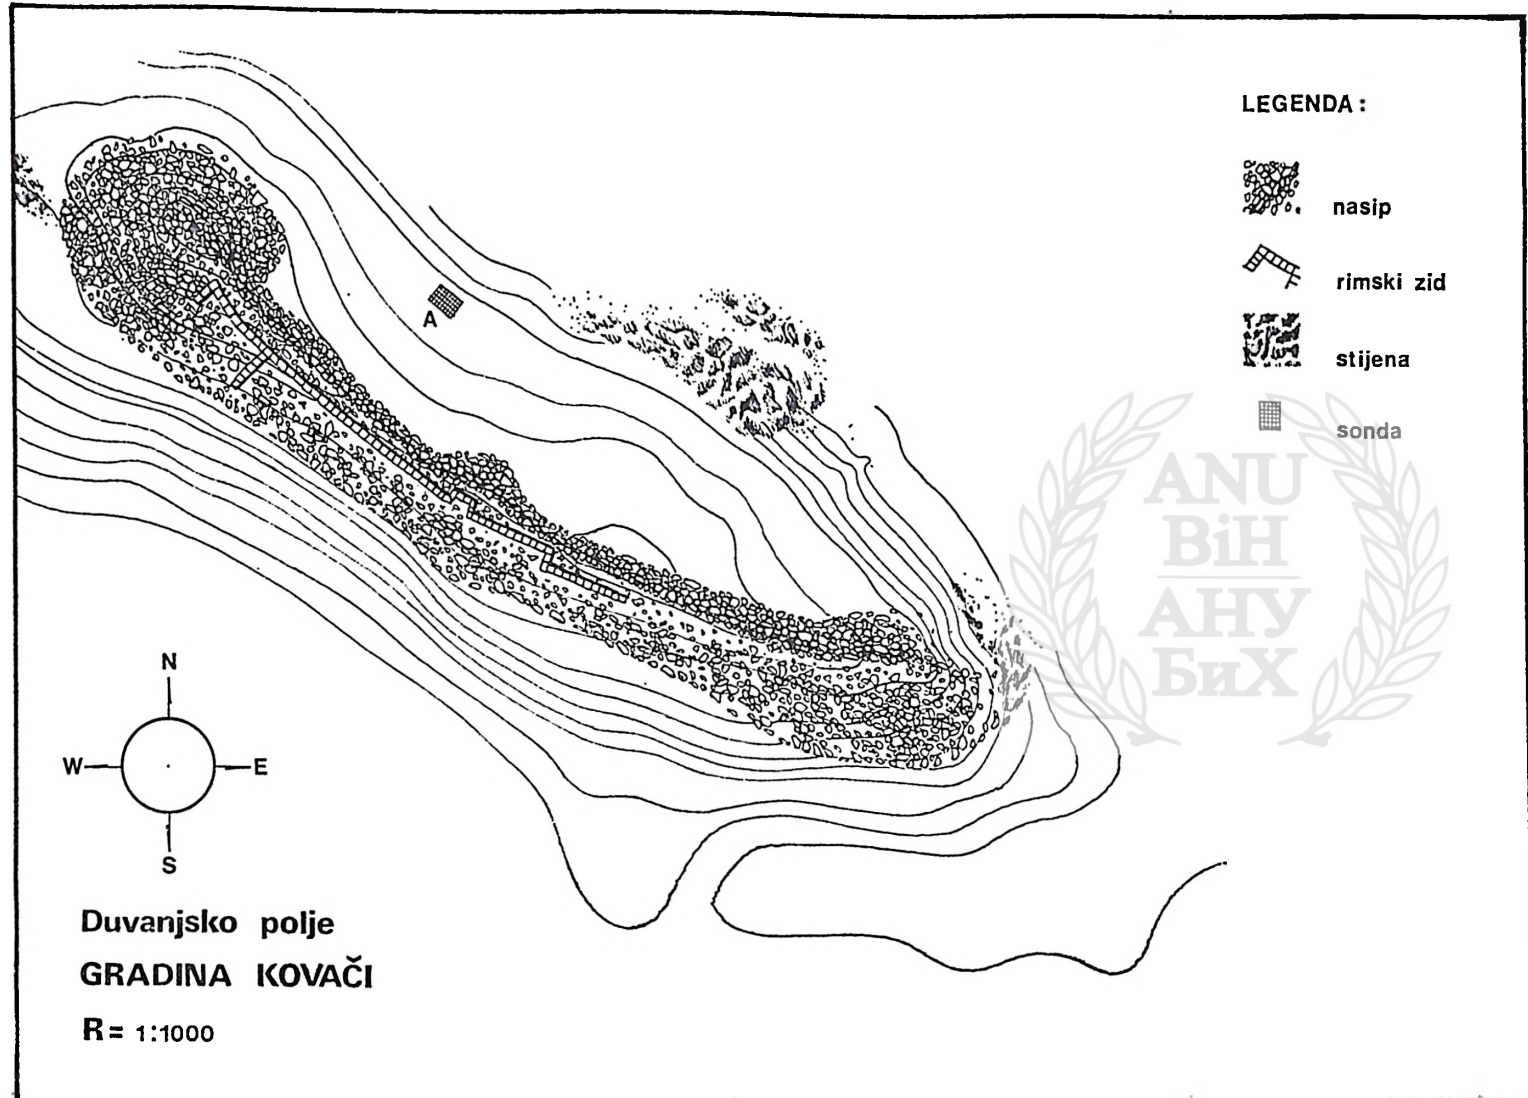 LEGENDA :
nasip
rimski zid
stijena
sonda
A
ANU
BiH
АНУ
БиХ
N
W E
S
Duvanjsko polje
GRADINA KOVAČI
R = 1:1000